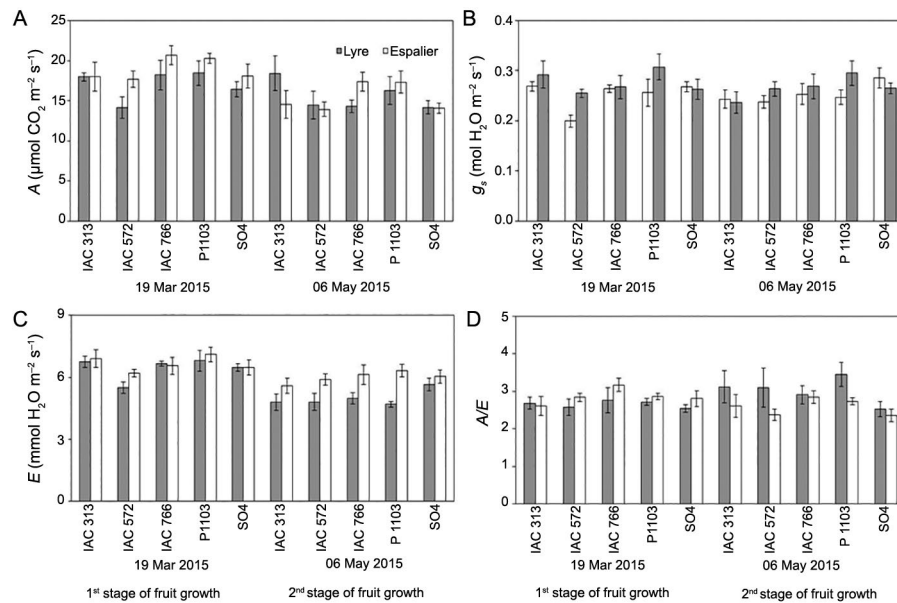 A
25
20
15
10
5
0
A (µmol CO2 m−2 s−1)
Lyre
Espalier
IAC 313
IAC 572
IAC 766
P1103
SO4
IAC 313
IAC 572
IAC 766
P 1103
SO4
19 Mar 2015
06 May 2015
B
0.4
0.3
0.2
0.1
0.0
gs (mol H2O m−2 s−1)
IAC 313
IAC 572
IAC 766
P1103
SO4
IAC 313
IAC 572
IAC 766
P 1103
SO4
19 Mar 2015
06 May 2015
C
9
6
3
0
E (mmol H2O m−2 s−1)
IAC 313
IAC 572
IAC 766
P1103
SO4
IAC 313
IAC 572
IAC 766
P 1103
SO4
19 Mar 2015
06 May 2015
1st stage of fruit growth
2nd stage of fruit growth
D
5
4
3
2
1
0
A/E
IAC 313
IAC 572
IAC 766
P1103
SO4
IAC 313
IAC 572
IAC 766
P 1103
SO4
19 Mar 2015
06 May 2015
1st stage of fruit growth
2nd stage of fruit growth